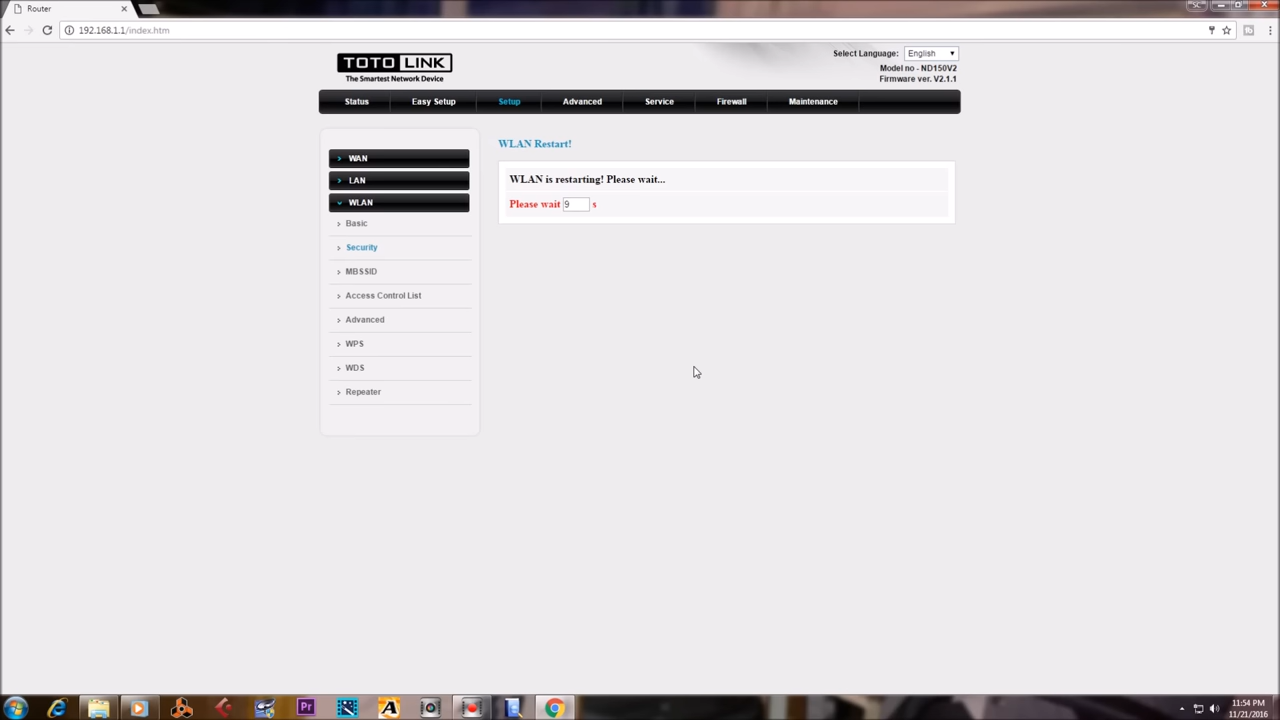 Router
SC
192.168.1.1/index.htm
Select Language: English
TOTO LINK
The Smartest Network Device
Model no - ND150V2
Firmware ver. V2.1.1
Status Easy Setup Setup Advanced Service Firewall Maintenance
WAN
LAN
WLAN
Basic
Security
MBSSID
Access Control List
Advanced
WPS
WDS
Repeater
WLAN Restart!
WLAN is restarting! Please wait...
Please wait 9 s
Pr
11:54 PM
11/21/2016